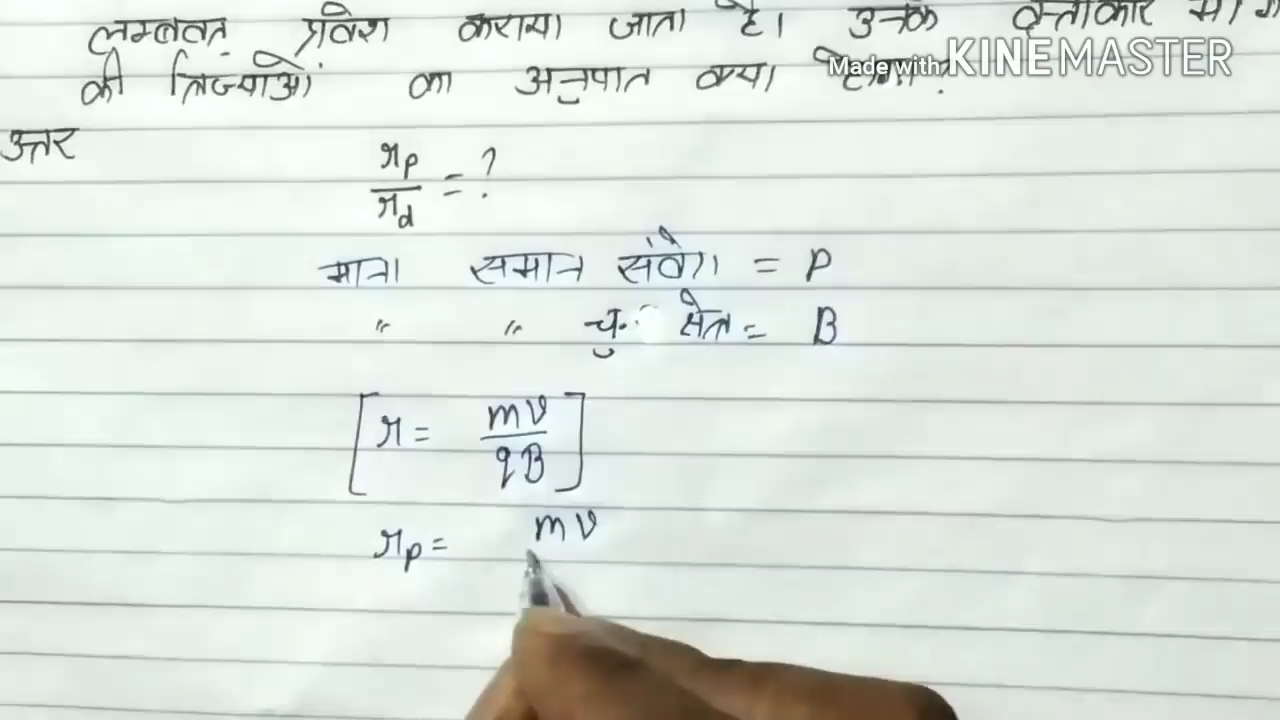 लम्बवत् प्रविश कराया जाता है। उनके वृत्ताकार मा
Made with KINEMASTER
की त्रिज्याओं का अनुपात क्या होगा?
उत्तर
rp/rd = ?
माना समान संवेग = P
" " चु. क्षेत्र = B
[r = mv/qB]
rp = mv